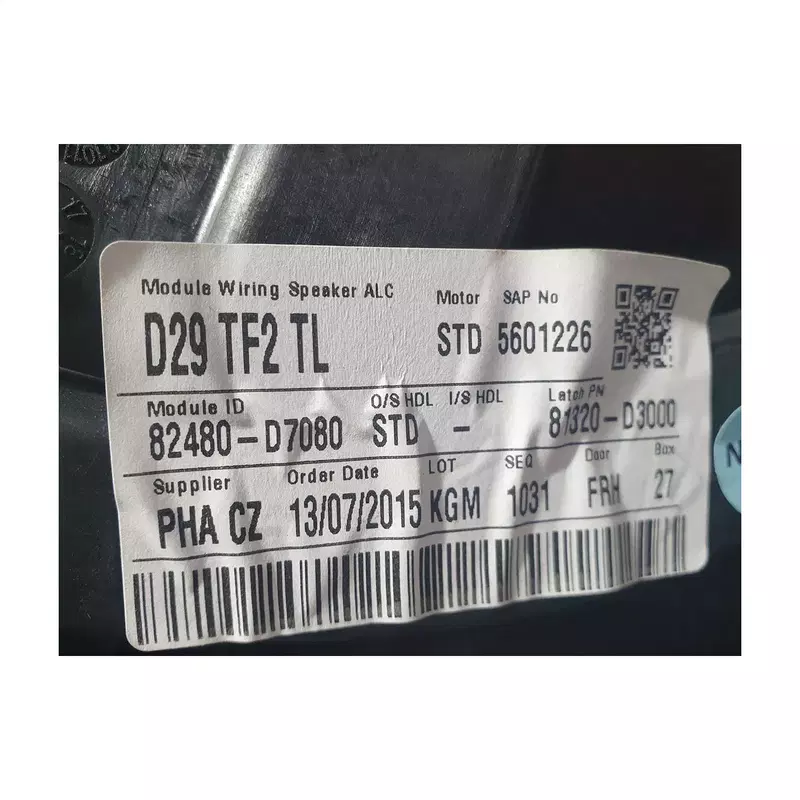 Module Wiring Speaker ALC Motor SAP No
D29 TF2 TL STD 5601226
Module ID O/S HDL I/S HDL Latch PN
82480-D7080 STD - 81320-D3000
Supplier Order Date LOT SEQ Door Box
PHA CZ 13/07/2015 KGM 1031 FRH 27
17
N